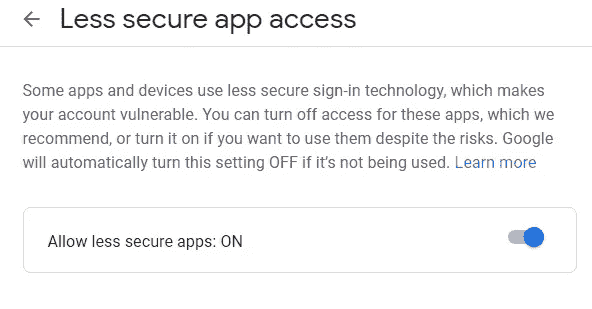 Less secure app access
Some apps and devices use less secure sign-in technology, which makes
your account vulnerable. You can turn off access for these apps, which we
recommend, or turn it on if you want to use them despite the risks. Google
will automatically turn this setting OFF if it's not being used. Learn more
Allow less secure apps: ON